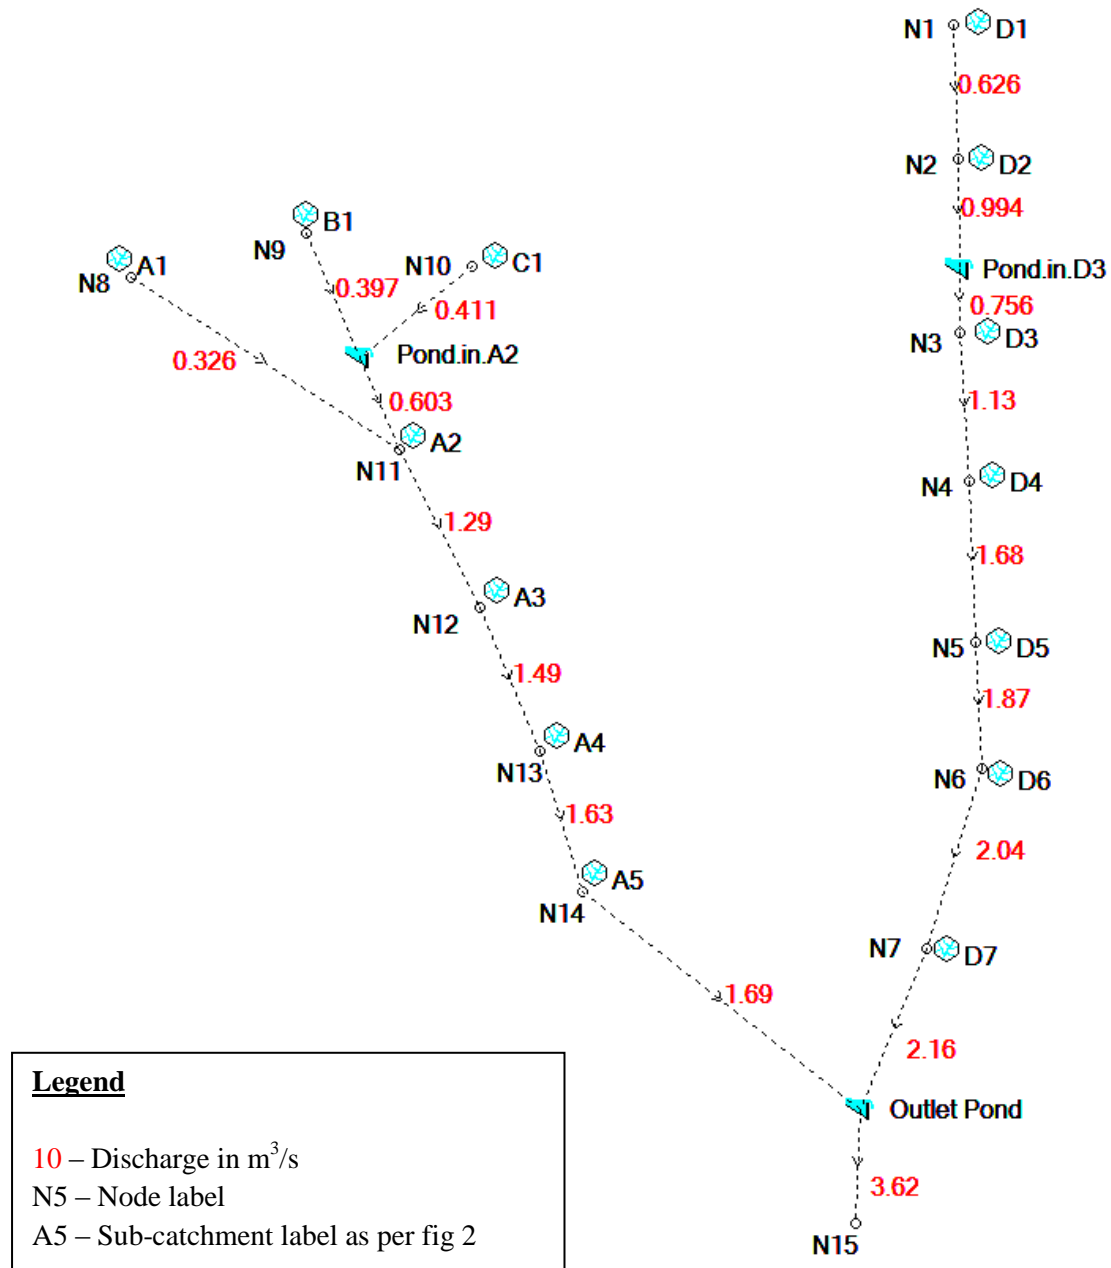 N1 D1
0.626
N2 D2
0.994
Pond.in.D3
0.756
N3 D3
1.13
N4 D4
1.68
N5 D5
1.87
N6 D6
2.04
N7 D7
2.16
B1
N9
A1
N8
N10 C1
0.397
0.411
0.326
Pond.in.A2
0.603
A2
N11
1.29
A3
N12
1.49
A4
N13
1.63
A5
N14
1.69
Outlet Pond
3.62
N15
Legend
10 – Discharge in m³/s
N5 – Node label
A5 – Sub-catchment label as per fig 2